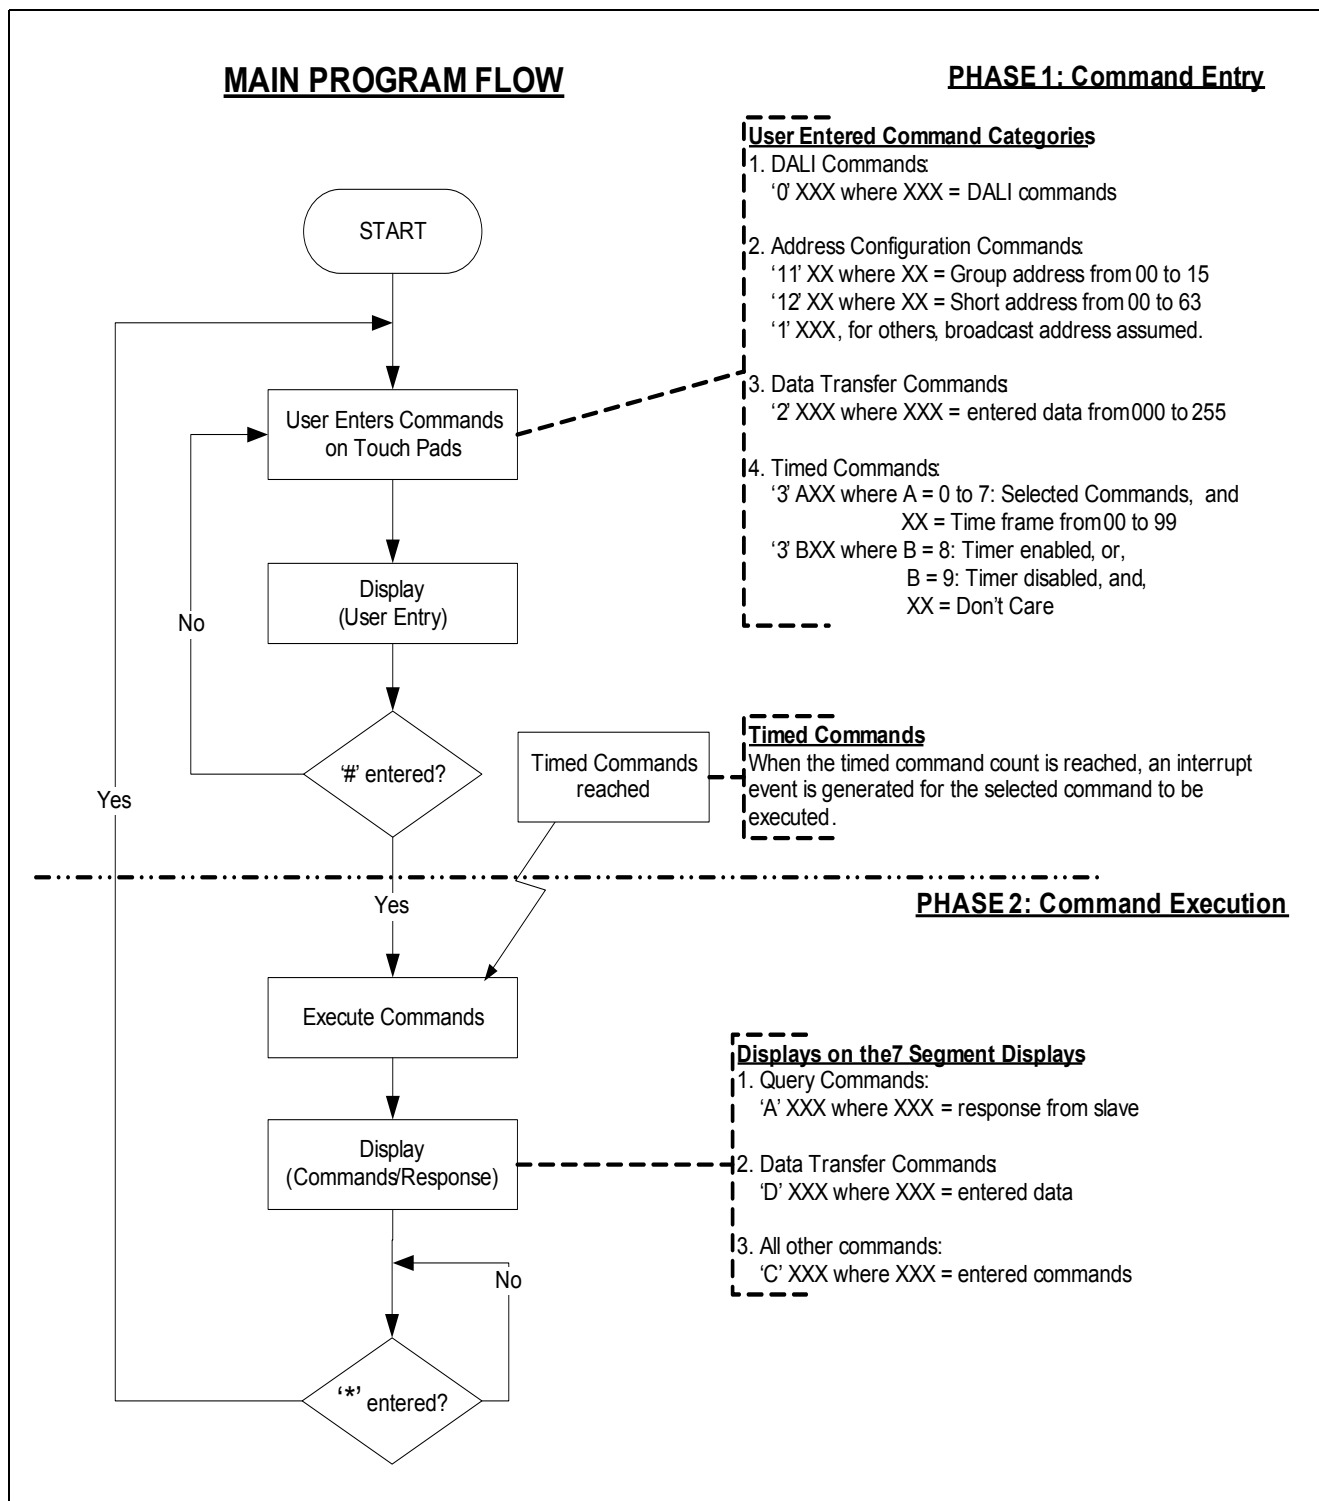 MAIN PROGRAM FLOW
PHASE 1: Command Entry
User Entered Command Categories
1. DALI Commands:
‘0’ XXX where XXX = DALI commands
2. Address Configuration Commands:
‘11’ XX where XX = Group address from 00 to 15
‘12’ XX where XX = Short address from 00 to 63
‘1’ XXX, for others, broadcast address assumed.
3. Data Transfer Commands:
‘2’ XXX where XXX = entered data from 000 to 255
4. Timed Commands:
‘3’ AXX where A = 0 to 7: Selected Commands, and
XX = Time frame from 00 to 99
‘3’ BXX where B = 8: Timer enabled, or,
B = 9: Timer disabled, and,
XX = Don’t Care
START
User Enters Commands
on Touch Pads
Display
(User Entry)
No
‘#’ entered?
Yes
Timed Commands
reached
Timed Commands
When the timed command count is reached, an interrupt
event is generated for the selected command to be
executed.
Yes
PHASE 2: Command Execution
Execute Commands
Display
(Commands/Response)
Displays on the 7 Segment Displays
1. Query Commands:
‘A’ XXX where XXX = response from slave
2. Data Transfer Commands:
‘D’ XXX where XXX = entered data
3. All other commands:
‘C’ XXX where XXX = entered commands
No
‘*’ entered?